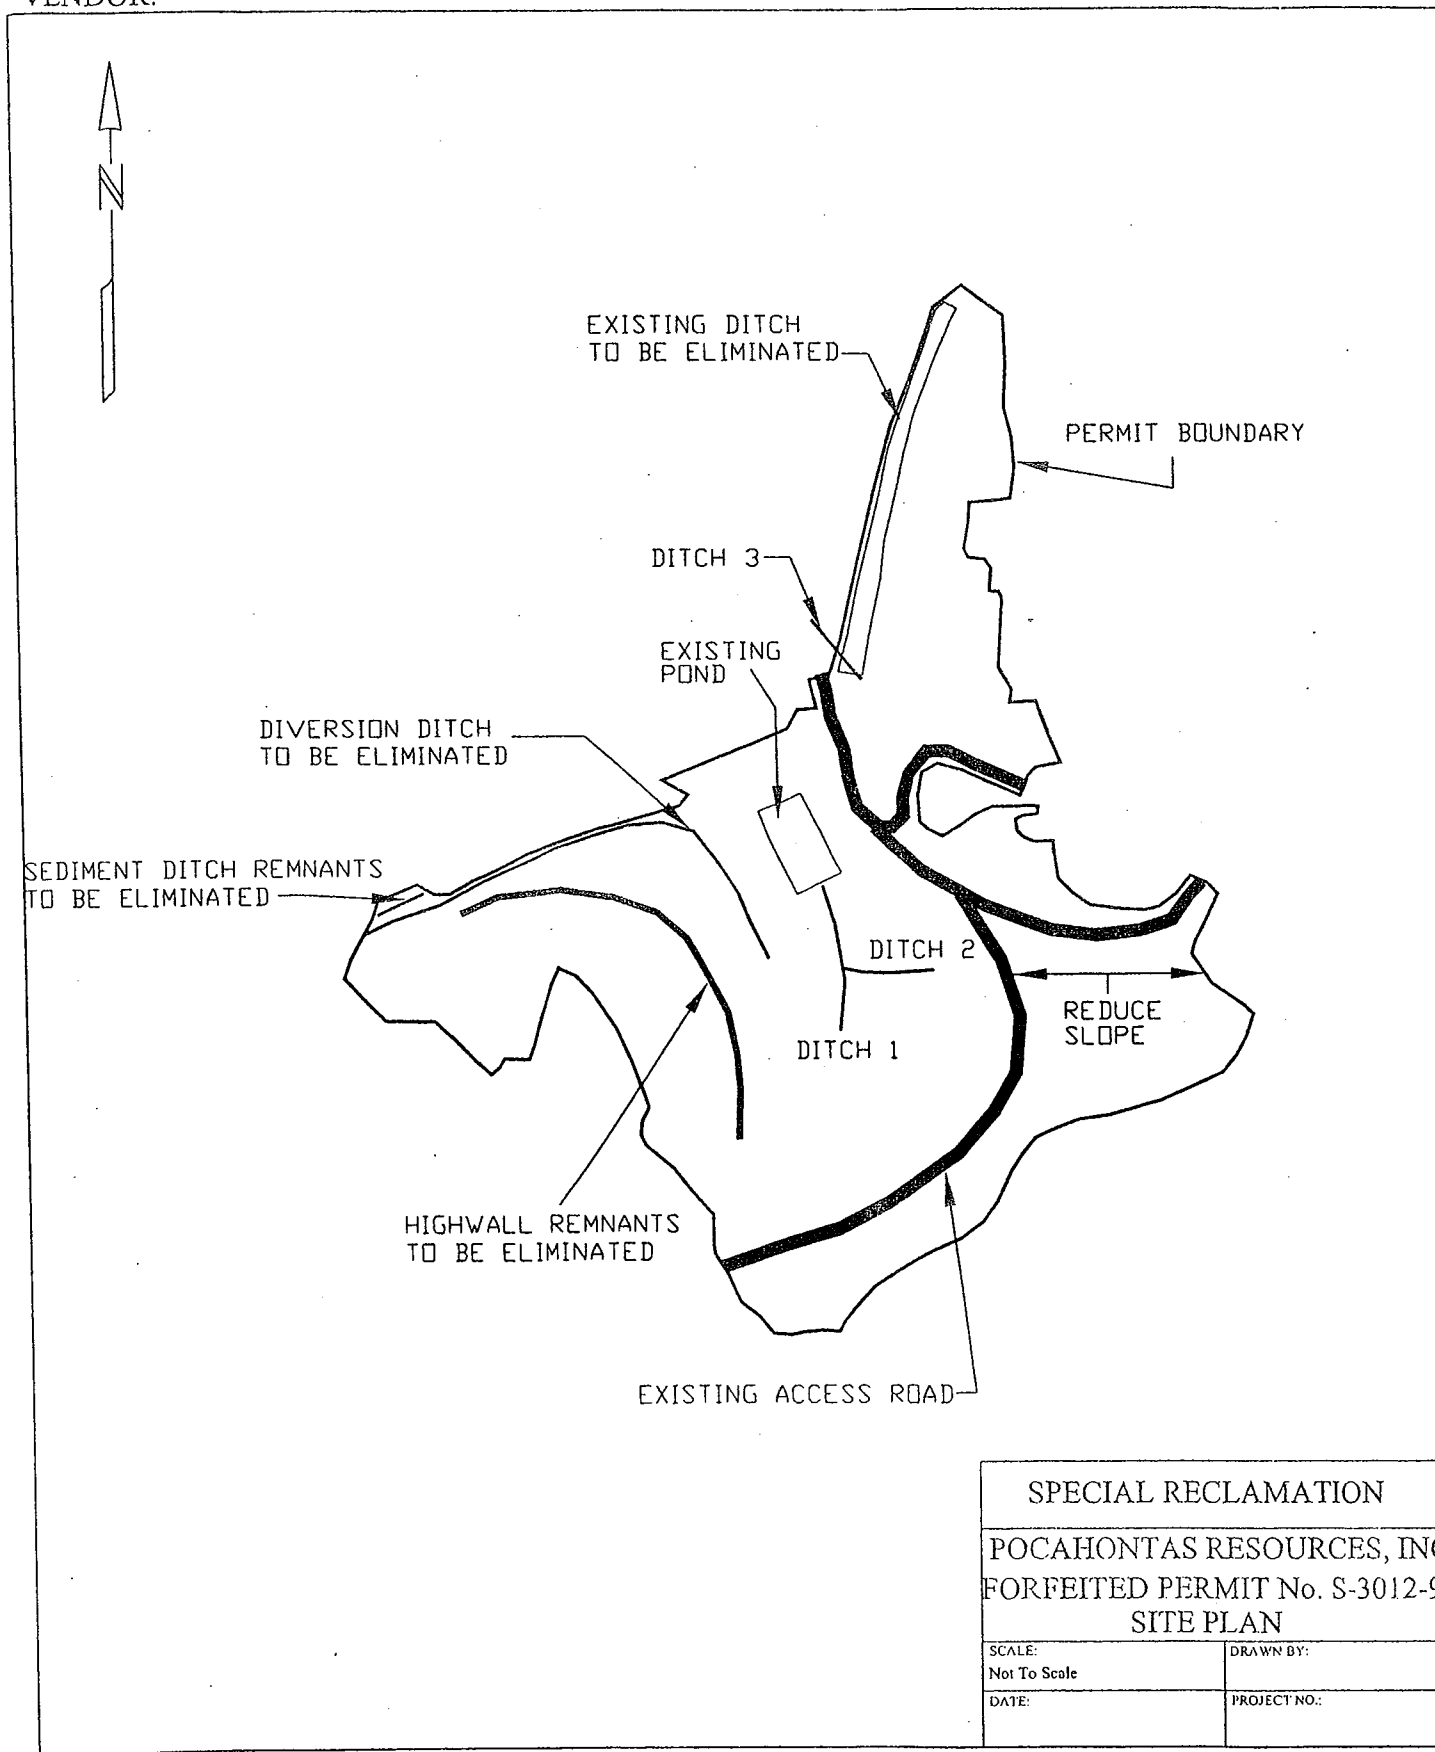 VENDOR:
N
EXISTING DITCH
TO BE ELIMINATED
PERMIT BOUNDARY
DITCH 3
EXISTING
POND
DIVERSION DITCH
TO BE ELIMINATED
SEDIMENT DITCH REMNANTS
TO BE ELIMINATED
DITCH 2
REDUCE
SLOPE
DITCH 1
HIGHWALL REMNANTS
TO BE ELIMINATED
EXISTING ACCESS ROAD
SPECIAL RECLAMATION
POCAHONTAS RESOURCES, INC
FORFEITED PERMIT No. S-3012-9
SITE PLAN
SCALE:
Not To Scale
DRAWN BY:
DATE:
PROJECT NO.: